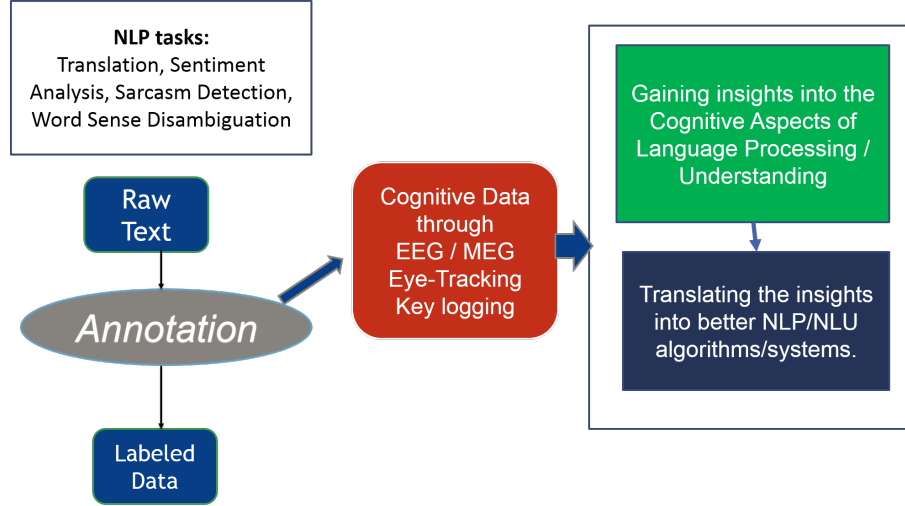 NLP tasks:
Translation, Sentiment
Analysis, Sarcasm Detection,
Word Sense Disambiguation
Raw
Text
Annotation
Labeled
Data
Cognitive Data
through
EEG / MEG
Eye-Tracking
Key logging
Gaining insights into the
Cognitive Aspects of
Language Processing /
Understanding
Translating the insights
into better NLP/NLU
algorithms/systems.